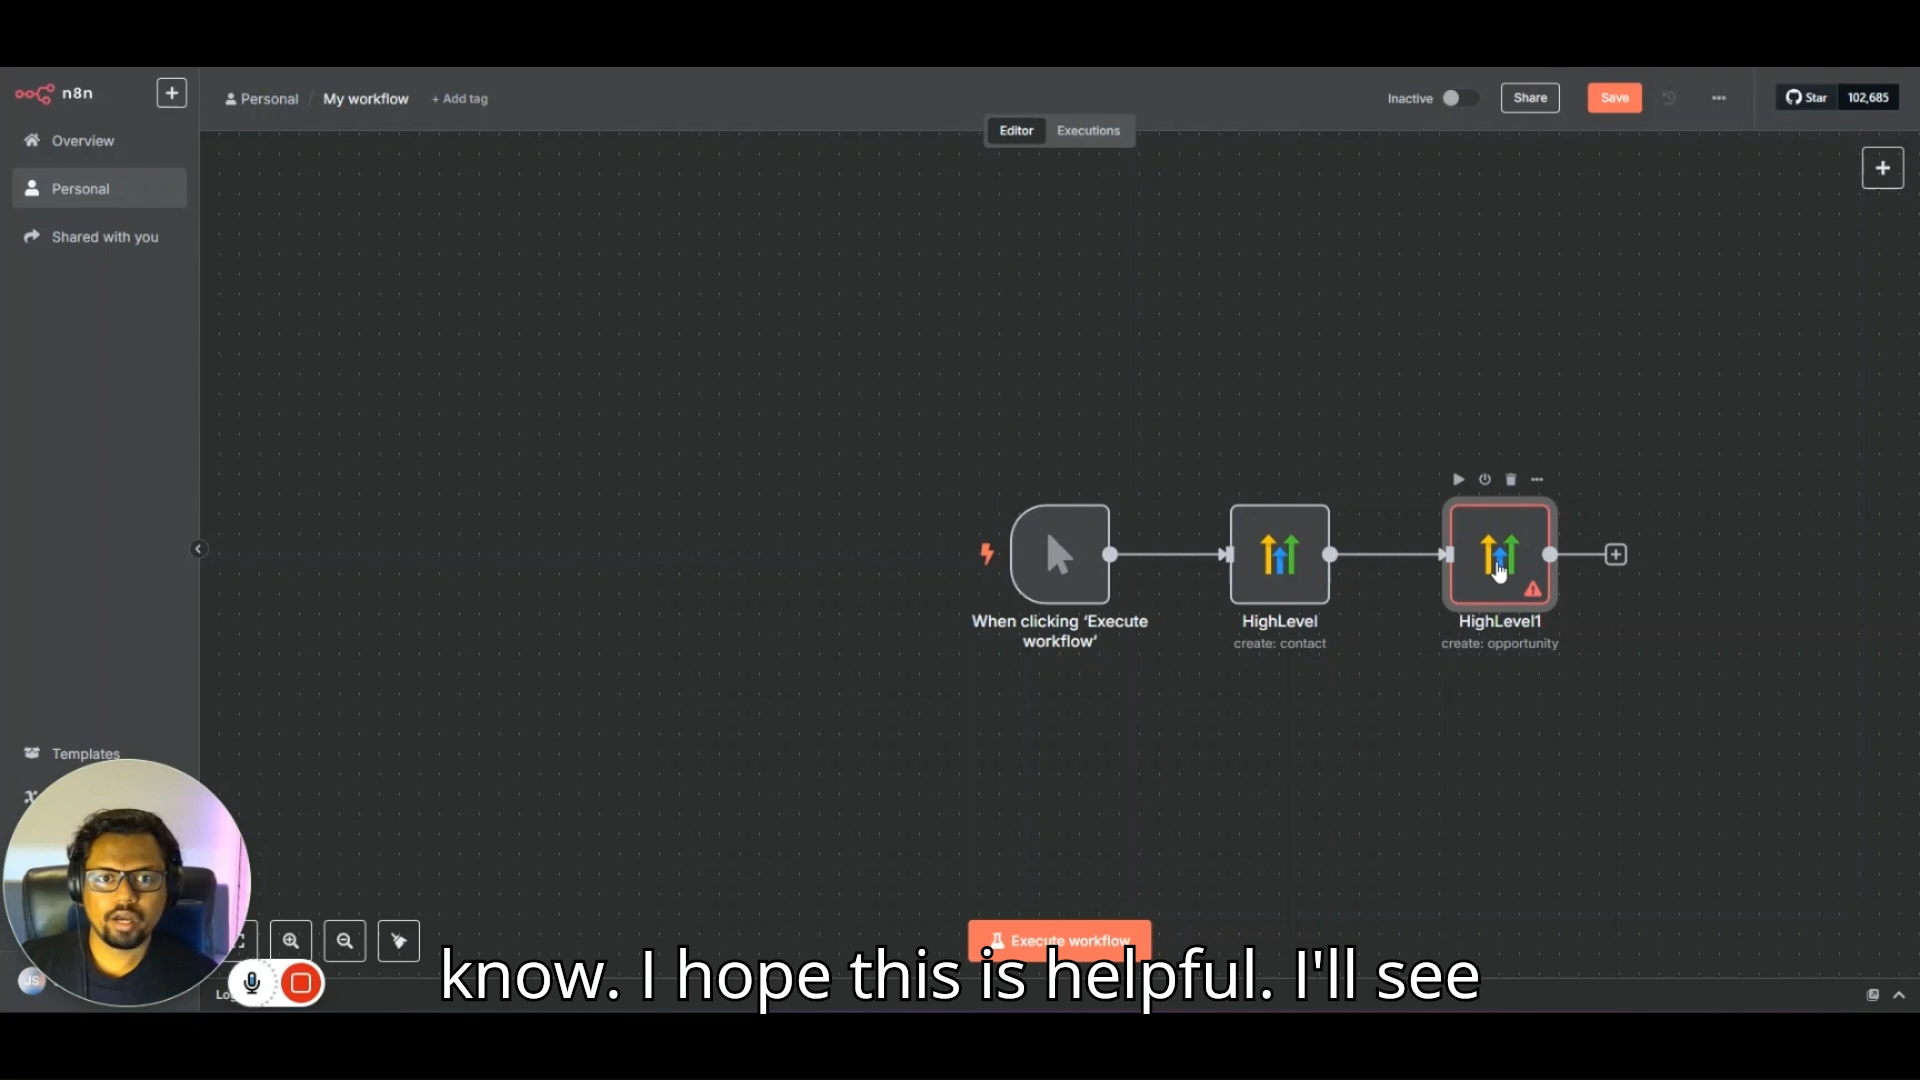 n8n
Personal / My workflow + Add tag
Inactive
Share
Save
Star 102,685
Editor Executions
Overview
Personal
Shared with you
When clicking ‘Execute
workflow’
HighLevel
create: contact
HighLevel1
create: opportunity
Templates
Execute workflow
JS
know. I hope this is helpful. I'll see